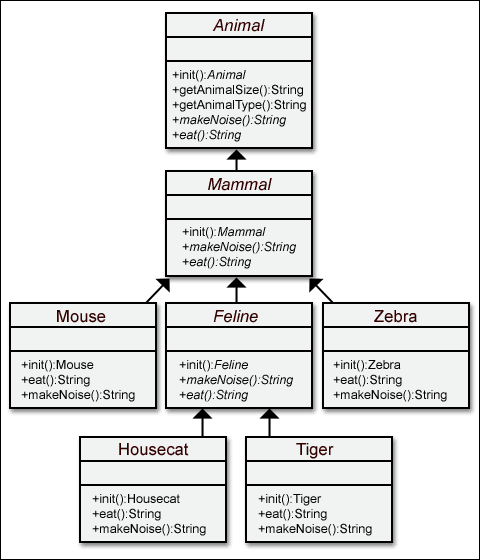 Animal
+init():Animal
+getAnimalSize():String
+getAnimalType():String
+makeNoise():String
+eat():String
Mammal
+init():Mammal
+makeNoise():String
+eat():String
Mouse
+init():Mouse
+eat():String
+makeNoise():String
Feline
+init():Feline
+makeNoise():String
+eat():String
Zebra
+init():Zebra
+eat():String
+makeNoise():String
Housecat
+init():Housecat
+eat():String
+makeNoise():String
Tiger
+init():Tiger
+eat():String
+makeNoise():String